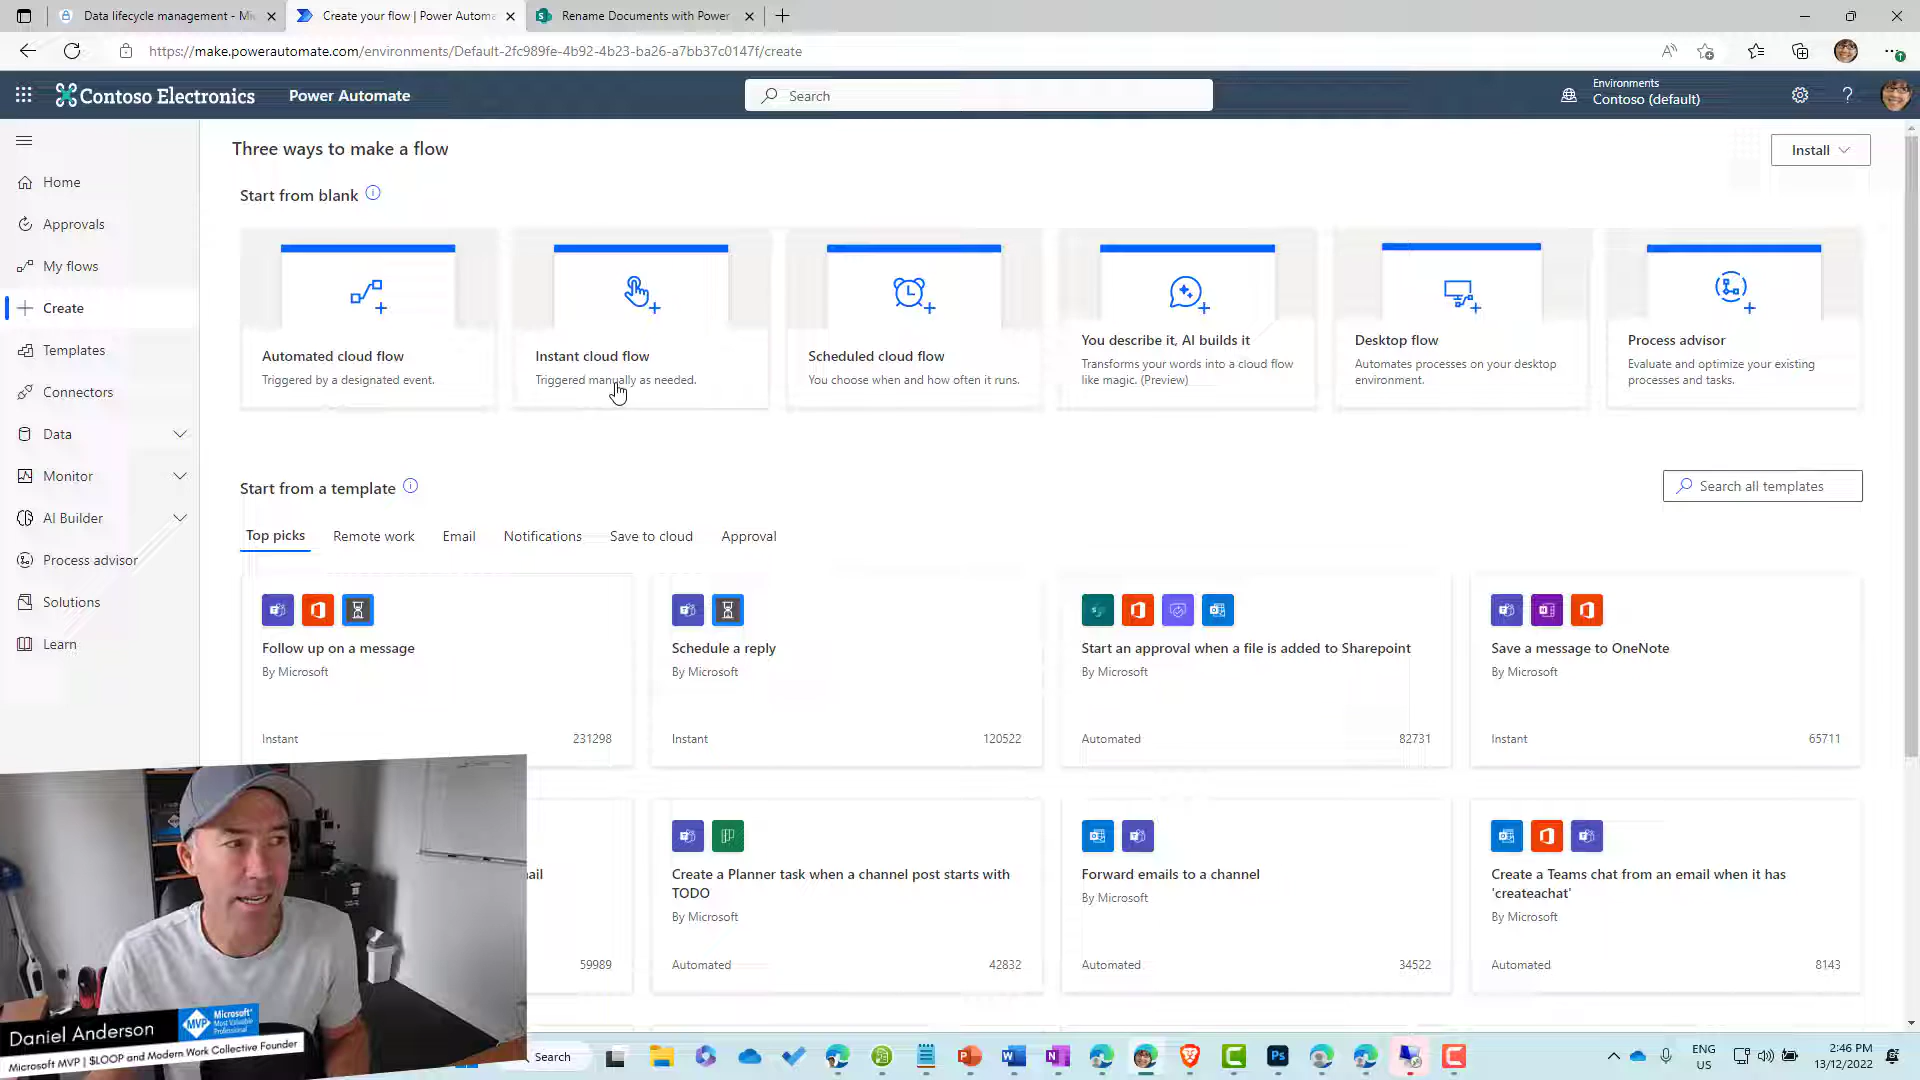 Data lifecycle management - Mi
Create your flow | Power Automa
Rename Documents with Power
https://make.powerautomate.com/environments/Default-2fc989fe-4b92-4b23-ba26-a7bb37c0147f/create
Contoso Electronics
Power Automate
Search
Environments
Contoso (default)
Home
Approvals
My flows
Create
Templates
Connectors
Data
Monitor
AI Builder
Process advisor
Solutions
Learn
Three ways to make a flow
Install
Start from blank
Automated cloud flow
Triggered by a designated event.
Instant cloud flow
Triggered manually as needed.
Scheduled cloud flow
You choose when and how often it runs.
You describe it, AI builds it
Transforms your words into a cloud flow
like magic. (Preview)
Desktop flow
Automates processes on your desktop
environment.
Process advisor
Evaluate and optimize your existing
processes and tasks.
Start from a template
Search all templates
Top picks
Remote work
Email
Notifications
Save to cloud
Approval
Follow up on a message
By Microsoft
Instant
231298
Schedule a reply
By Microsoft
Instant
120522
Start an approval when a file is added to Sharepoint
By Microsoft
Automated
82731
Save a message to OneNote
By Microsoft
Instant
65711
ail
59989
Create a Planner task when a channel post starts with
TODO
By Microsoft
Automated
42832
Forward emails to a channel
By Microsoft
Automated
34522
Create a Teams chat from an email when it has
'createachat'
By Microsoft
Automated
8143
Daniel Anderson
MVP
Microsoft®
Most Valuable
Professional
Microsoft MVP | $LOOP and Modern Work Collective Founder
Search
ENG
US
2:46 PM
13/12/2022